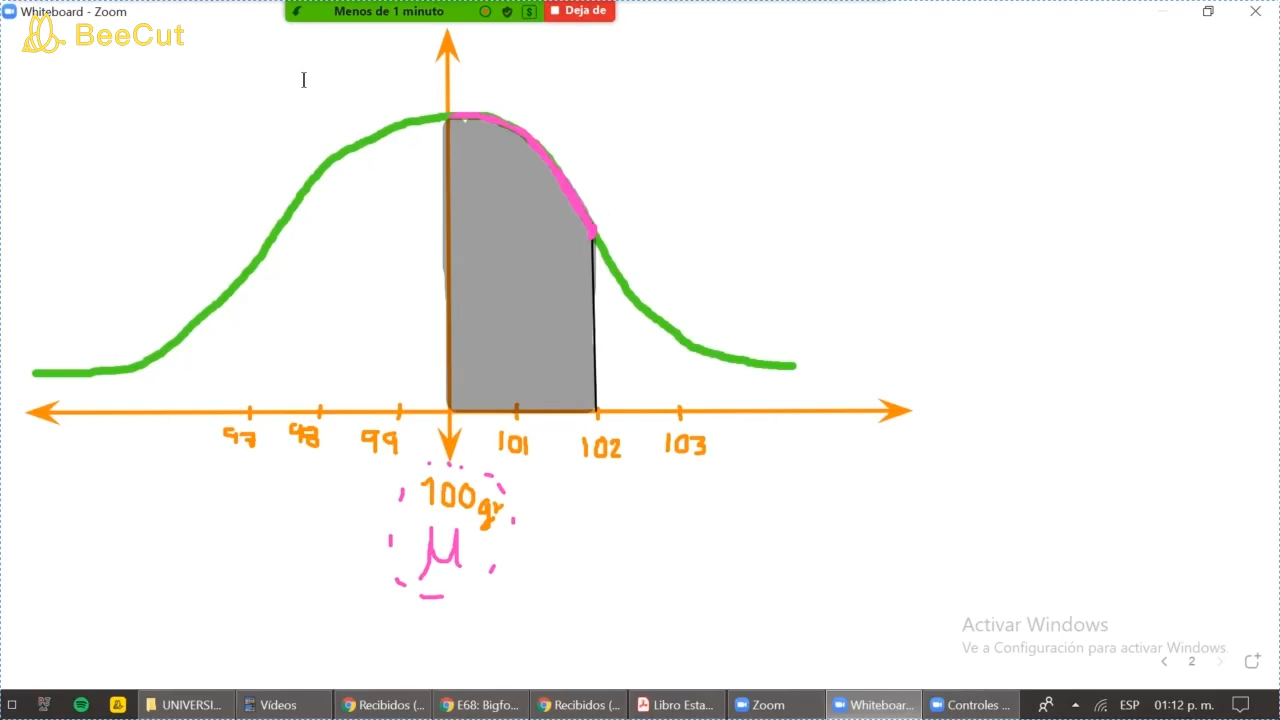 Whiteboard - Zoom
Menos de 1 minuto
Deja de
BeeCut
97 98 99 101 102 103
100gr
μ
Activar Windows
Ve a Configuración para activar Windows.
2
UNIVERSI...
Vídeos
Recibidos (...
E68: Bigfo...
Recibidos (...
Libro Esta...
Zoom
Whiteboar...
Controles ...
ESP
01:12 p. m.